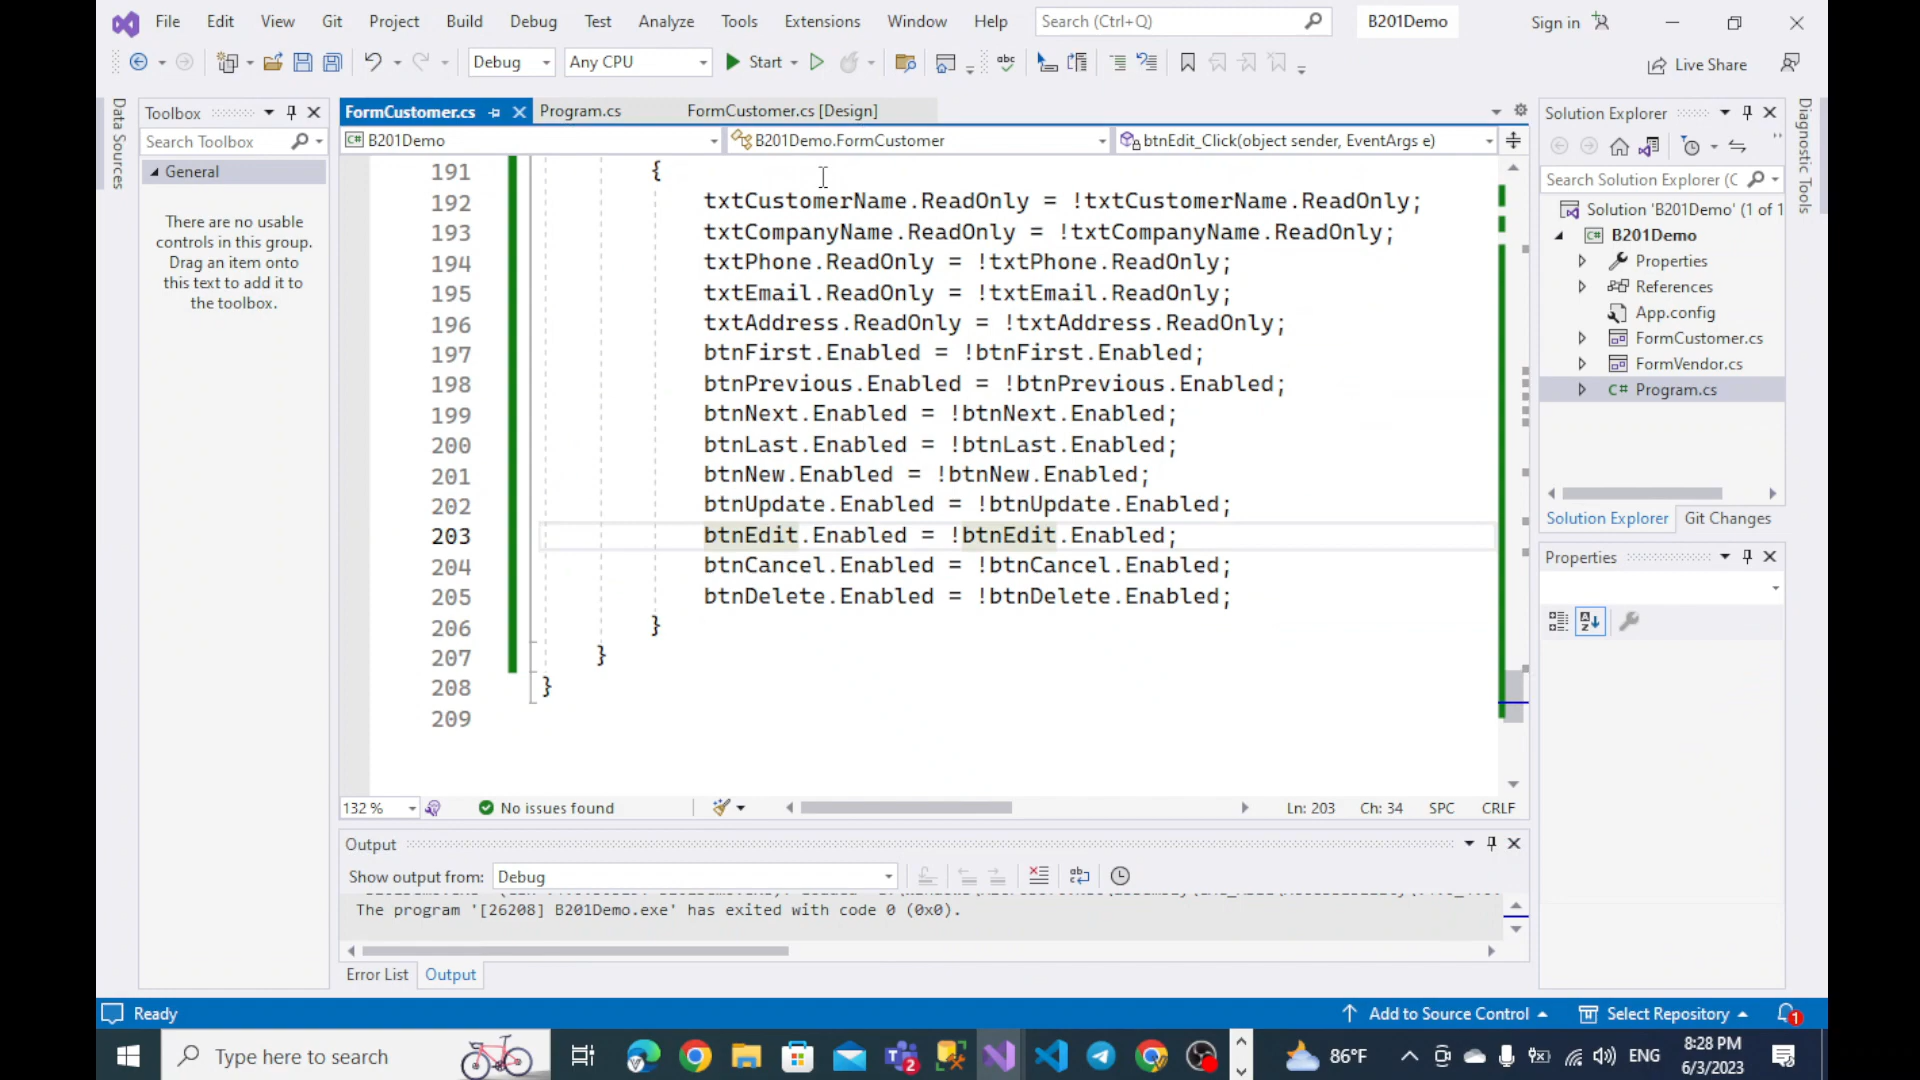 File Edit View Git Project Build Debug Test Analyze Tools Extensions Window Help Search (Ctrl+Q) B201Demo Sign in
Debug Any CPU Start Live Share
Data Sources
Toolbox
Search Toolbox
General
There are no usable
controls in this group.
Drag an item onto
this text to add it to
the toolbox.
FormCustomer.cs Program.cs FormCustomer.cs [Design]
B201Demo B201Demo.FormCustomer btnEdit_Click(object sender, EventArgs e)
191 {
192 txtCustomerName.ReadOnly = !txtCustomerName.ReadOnly;
193 txtCompanyName.ReadOnly = !txtCompanyName.ReadOnly;
194 txtPhone.ReadOnly = !txtPhone.ReadOnly;
195 txtEmail.ReadOnly = !txtEmail.ReadOnly;
196 txtAddress.ReadOnly = !txtAddress.ReadOnly;
197 btnFirst.Enabled = !btnFirst.Enabled;
198 btnPrevious.Enabled = !btnPrevious.Enabled;
199 btnNext.Enabled = !btnNext.Enabled;
200 btnLast.Enabled = !btnLast.Enabled;
201 btnNew.Enabled = !btnNew.Enabled;
202 btnUpdate.Enabled = !btnUpdate.Enabled;
203 btnEdit.Enabled = !btnEdit.Enabled;
204 btnCancel.Enabled = !btnCancel.Enabled;
205 btnDelete.Enabled = !btnDelete.Enabled;
206 }
207 }
208 }
209
132 % No issues found Ln: 203 Ch: 34 SPC CRLF
Output
Show output from: Debug
The program '[26208] B201Demo.exe' has exited with code 0 (0x0).
Error List Output
Solution Explorer
Search Solution Explorer (C
Solution 'B201Demo' (1 of 1
C# B201Demo
Properties
References
App.config
FormCustomer.cs
FormVendor.cs
C# Program.cs
Solution Explorer Git Changes
Properties
Diagnostic Tools
Ready Add to Source Control Select Repository 1
Type here to search 2 86°F ENG 8:28 PM
6/3/2023